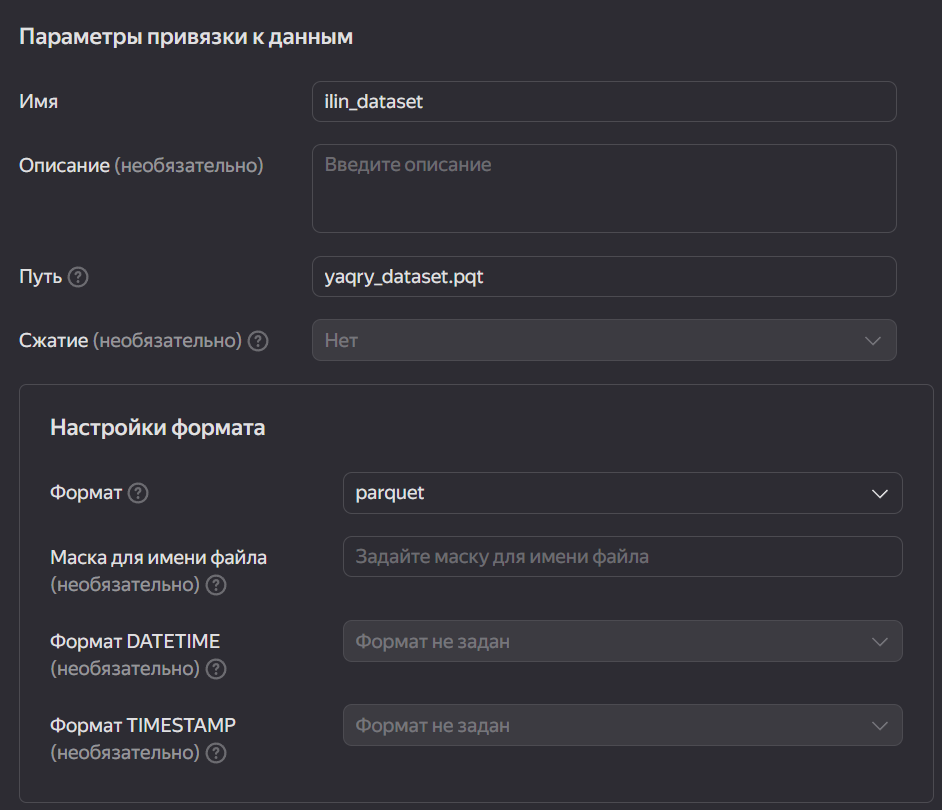 Параметры привязки к данным
Имя
ilin_dataset
Описание (необязательно)
Введите описание
Путь
yaqry_dataset.pqt
Сжатие (необязательно)
Нет
Настройки формата
Формат
parquet
Маска для имени файла
(необязательно)
Задайте маску для имени файла
Формат DATETIME
(необязательно)
Формат не задан
Формат TIMESTAMP
(необязательно)
Формат не задан